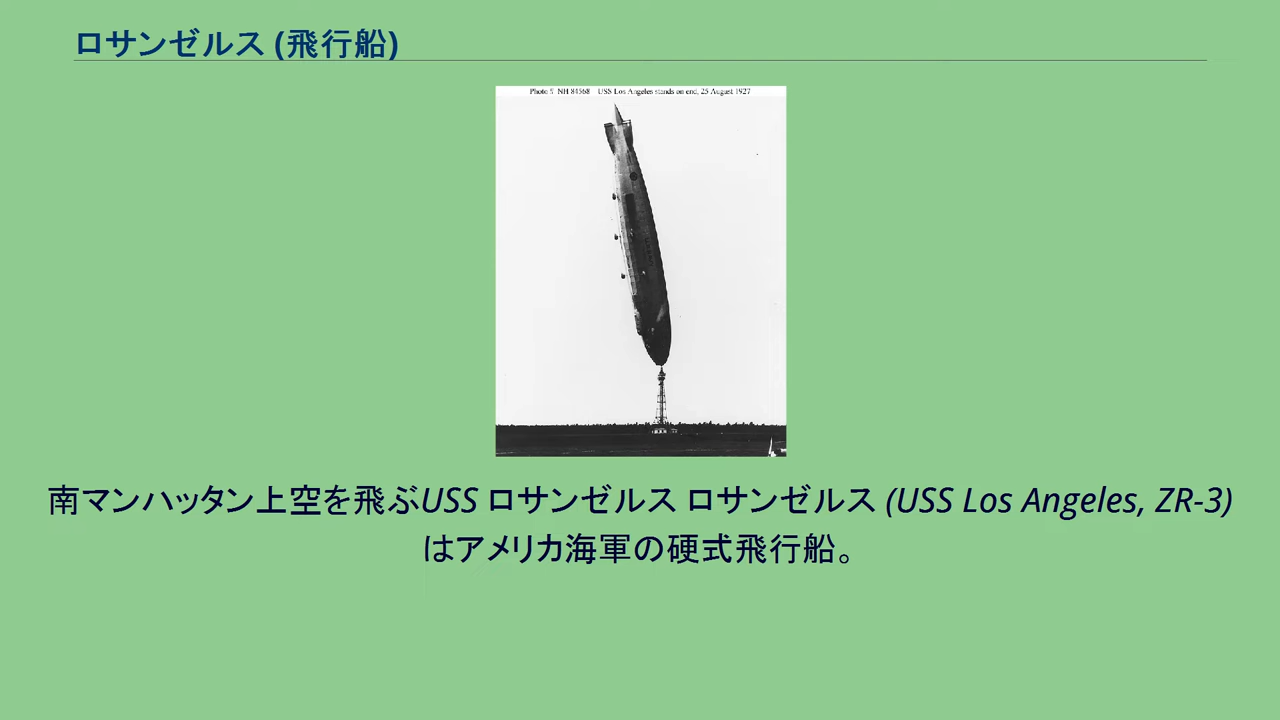 ロサンゼルス (飛行船)
Photo # NH 84568 USS Los Angeles stands on end, 25 August 1927
南マンハッタン上空を飛ぶUSS ロサンゼルス ロサンゼルス (USS Los Angeles, ZR-3)
はアメリカ海軍の硬式飛行船。